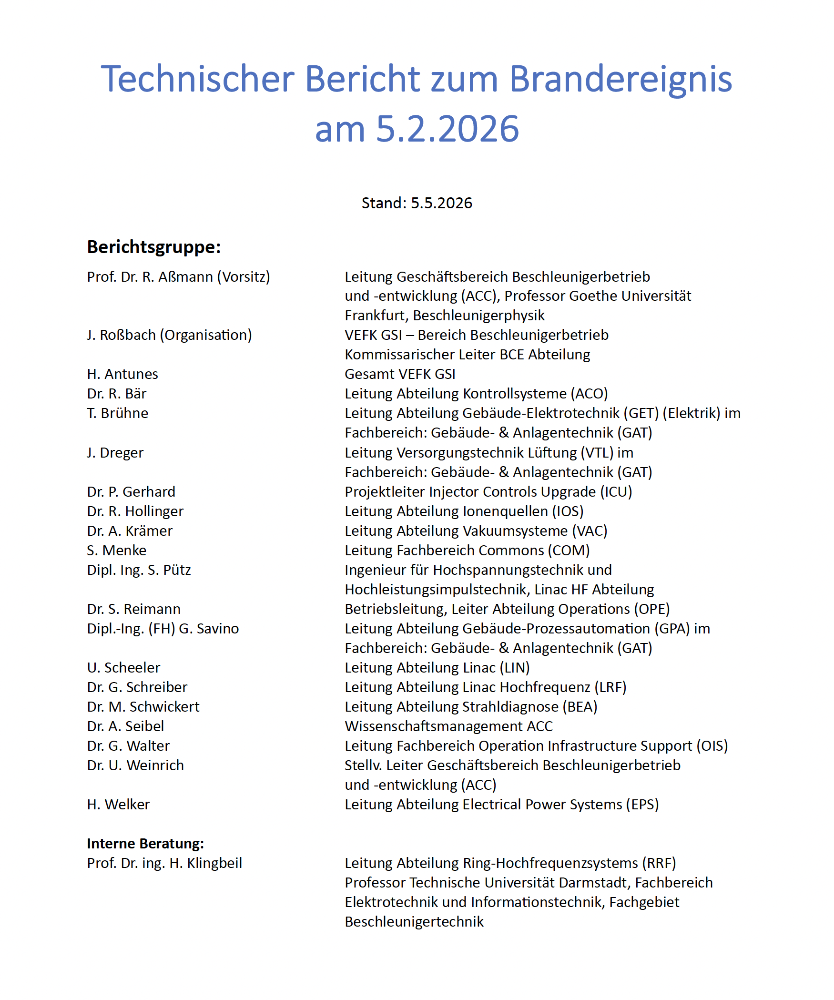 Technischer Bericht zum Brandereignis
am 5.2.2026
Stand: 5.5.2026
Berichtsgruppe:
Prof. Dr. R. Aßmann (Vorsitz) Leitung Geschäftsbereich Beschleunigerbetrieb
und -entwicklung (ACC), Professor Goethe Universität
Frankfurt, Beschleunigerphysik
J. Roßbach (Organisation) VEFK GSI – Bereich Beschleunigerbetrieb
Kommissarischer Leiter BCE Abteilung
H. Antunes Gesamt VEFK GSI
Dr. R. Bär Leitung Abteilung Kontrollsysteme (ACO)
T. Brühne Leitung Abteilung Gebäude-Elektrotechnik (GET) (Elektrik) im
Fachbereich: Gebäude- & Anlagentechnik (GAT)
J. Dreger Leitung Versorgungstechnik Lüftung (VTL) im
Fachbereich: Gebäude- & Anlagentechnik (GAT)
Dr. P. Gerhard Projektleiter Injector Controls Upgrade (ICU)
Dr. R. Hollinger Leitung Abteilung Ionenquellen (IOS)
Dr. A. Krämer Leitung Abteilung Vakuumsysteme (VAC)
S. Menke Leitung Fachbereich Commons (COM)
Dipl. Ing. S. Pütz Ingenieur für Hochspannungstechnik und
Hochleistungsimpulstechnik, Linac HF Abteilung
Dr. S. Reimann Betriebsleitung, Leiter Abteilung Operations (OPE)
Dipl.-Ing. (FH) G. Savino Leitung Abteilung Gebäude-Prozessautomation (GPA) im
Fachbereich: Gebäude- & Anlagentechnik (GAT)
U. Scheeler Leitung Abteilung Linac (LIN)
Dr. G. Schreiber Leitung Abteilung Linac Hochfrequenz (LRF)
Dr. M. Schwickert Leitung Abteilung Strahldiagnose (BEA)
Dr. A. Seibel Wissenschaftsmanagement ACC
Dr. G. Walter Leitung Fachbereich Operation Infrastructure Support (OIS)
Dr. U. Weinrich Stellv. Leiter Geschäftsbereich Beschleunigerbetrieb
und -entwicklung (ACC)
H. Welker Leitung Abteilung Electrical Power Systems (EPS)
Interne Beratung:
Prof. Dr. ing. H. Klingbeil Leitung Abteilung Ring-Hochfrequenzsystems (RRF)
Professor Technische Universität Darmstadt, Fachbereich
Elektrotechnik und Informationstechnik, Fachgebiet
Beschleunigertechnik